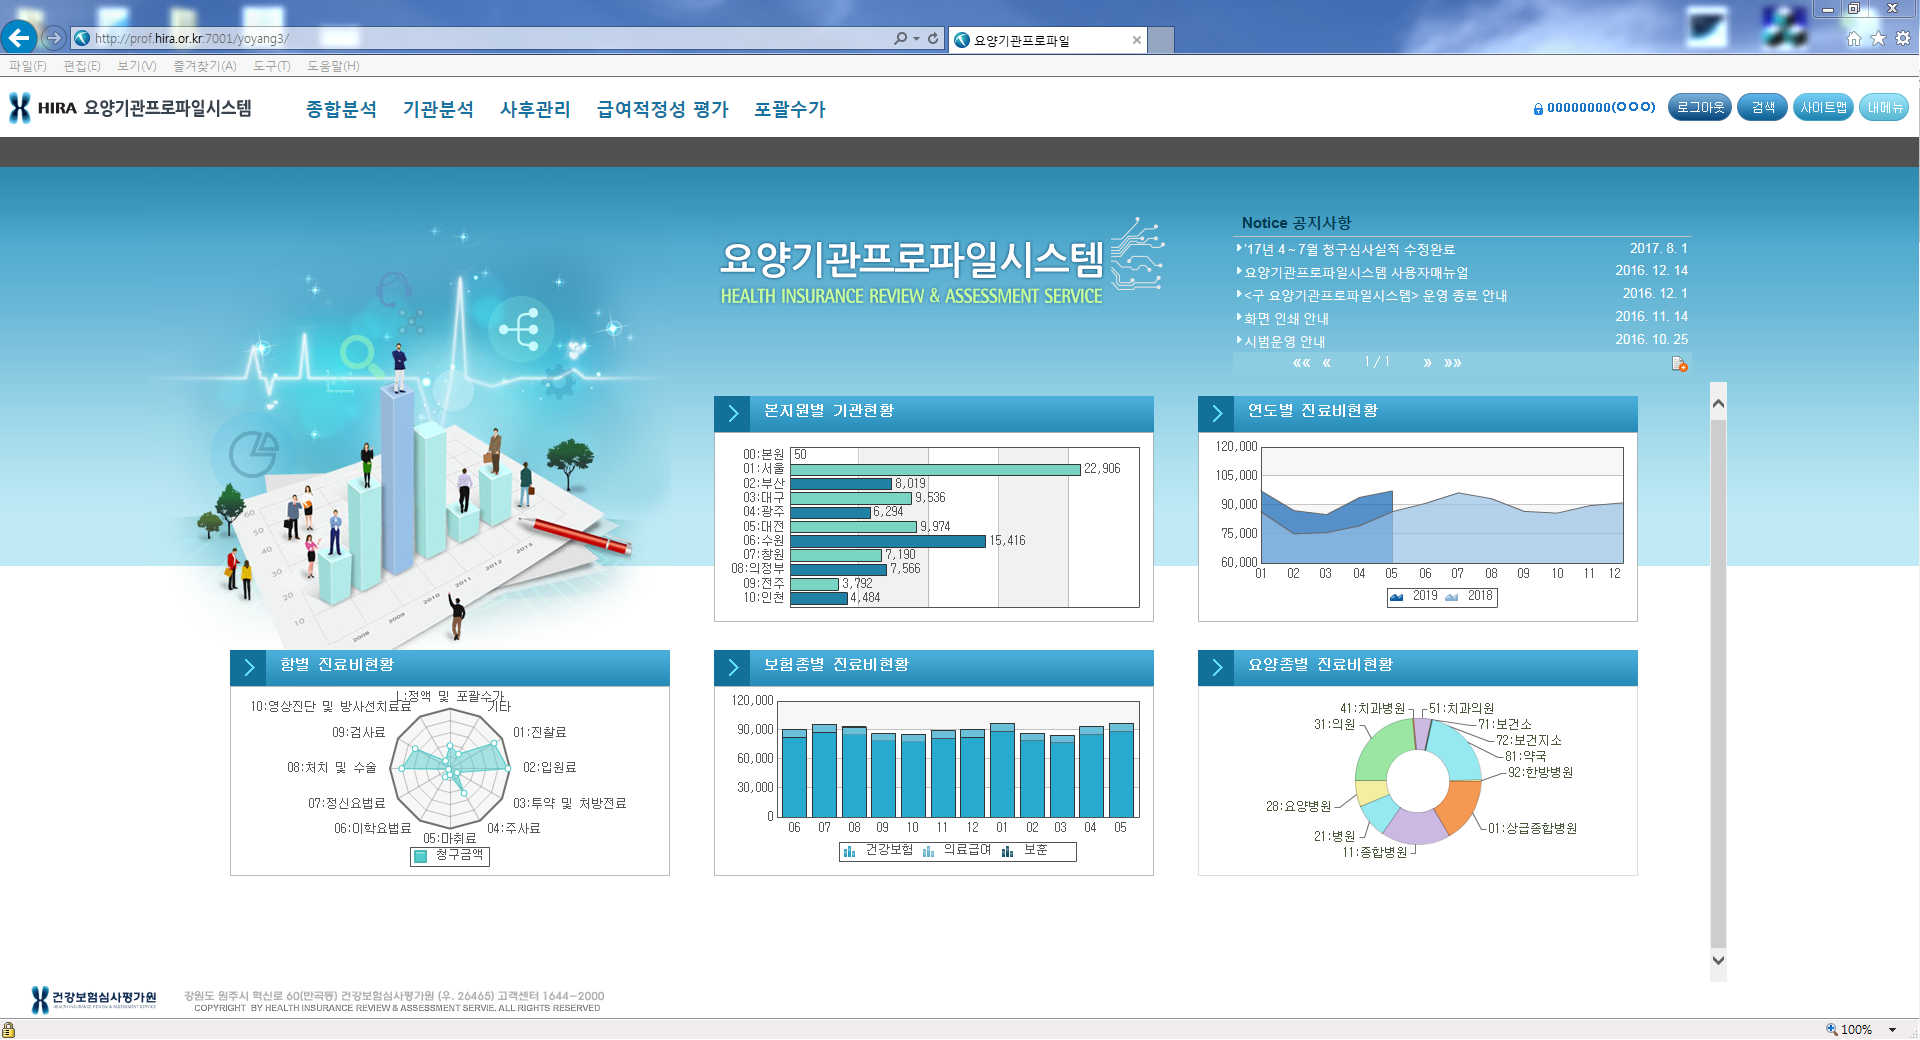 http://prof.hira.or.kr:7001/yoyang3/
요양기관프로파일
파일(F) 편집(E) 보기(V) 즐겨찾기(A) 도구(T) 도움말(H)
HIRA 요양기관프로파일시스템
종합분석 기관분석 사후관리 급여적정성 평가 포괄수가
00000000(○○○) 로그아웃 검색 사이트맵 내메뉴
요양기관프로파일시스템
HEALTH INSURANCE REVIEW & ASSESSMENT SERVICE
Notice 공지사항
'17년 4~7월 청구심사실적 수정완료 2017. 8. 1
요양기관프로파일시스템 사용자매뉴얼 2016. 12. 14
<구 요양기관프로파일시스템> 운영 종료 안내 2016. 12. 1
화면 인쇄 안내 2016. 11. 14
시범운영 안내 2016. 10. 25
«« « 1 / 1 » »»
60
50
40
30
20
10
2008
2009
2010
2011
2012
2013
본지원별 기관현황
00:본원 50
01:서울 22,906
02:부산 8,019
03:대구 9,536
04:광주 6,294
05:대전 9,974
06:수원 15,416
07:창원 7,190
08:의정부 7,566
09:전주 3,792
10:인천 4,484
연도별 진료비현황
120,000
105,000
90,000
75,000
60,000
01 02 03 04 05 06 07 08 09 10 11 12
2019 2018
항별 진료비현황
L:정액 및 포괄수가
기타
01:진찰료
02:입원료
03:투약 및 처방전료
04:주사료
05:마취료
06:이학요법료
07:정신요법료
08:처치 및 수술
09:검사료
10:영상진단 및 방사선치료료
청구금액
보험종별 진료비현황
120,000
90,000
60,000
30,000
0
06 07 08 09 10 11 12 01 02 03 04 05
건강보험 의료급여 보훈
요양종별 진료비현황
41:치과병원
51:치과의원
31:의원
71:보건소
72:보건지소
81:약국
92:한방병원
28:요양병원
01:상급종합병원
21:병원
11:종합병원
건강보험심사평가원
HEALTH INSURANCE REVIEW & ASSESSMENT SERVICE
강원도 원주시 혁신로 60(반곡동) 건강보험심사평가원 (우. 26465) 고객센터 1644-2000
COPYRIGHT BY HEALTH INSURANCE REVIEW & ASSESSMENT SERVIE. ALL RIGHTS RESERVED
100%